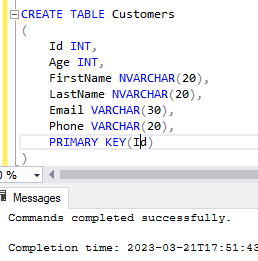 CREATE TABLE Customers
(
Id INT,
Age INT,
FirstName NVARCHAR(20),
LastName NVARCHAR(20),
Email VARCHAR(30),
Phone VARCHAR(20),
PRIMARY KEY(Id)
)
0 %
Messages
Commands completed successfully.
Completion time: 2023-03-21T17:51:43